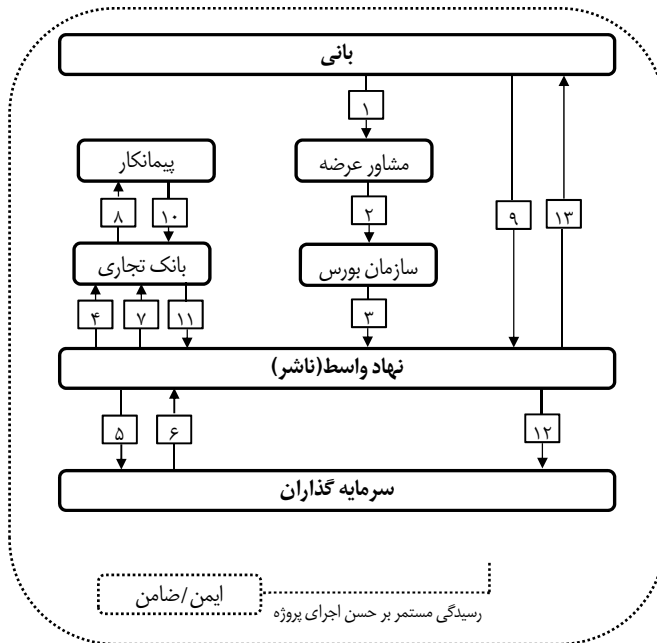 بانی
۱
پیمانکار
مشاور عرضه
۸
۱۰
۲
۹
۱۳
بانک تجاری
سازمان بورس
۴
۷
۱۱
۳
نهاد واسط(ناشر)
۵
۶
۱۲
سرمایه گذاران
ایمن/ضامن
رسیدگی مستمر بر حسن اجرای پروژه